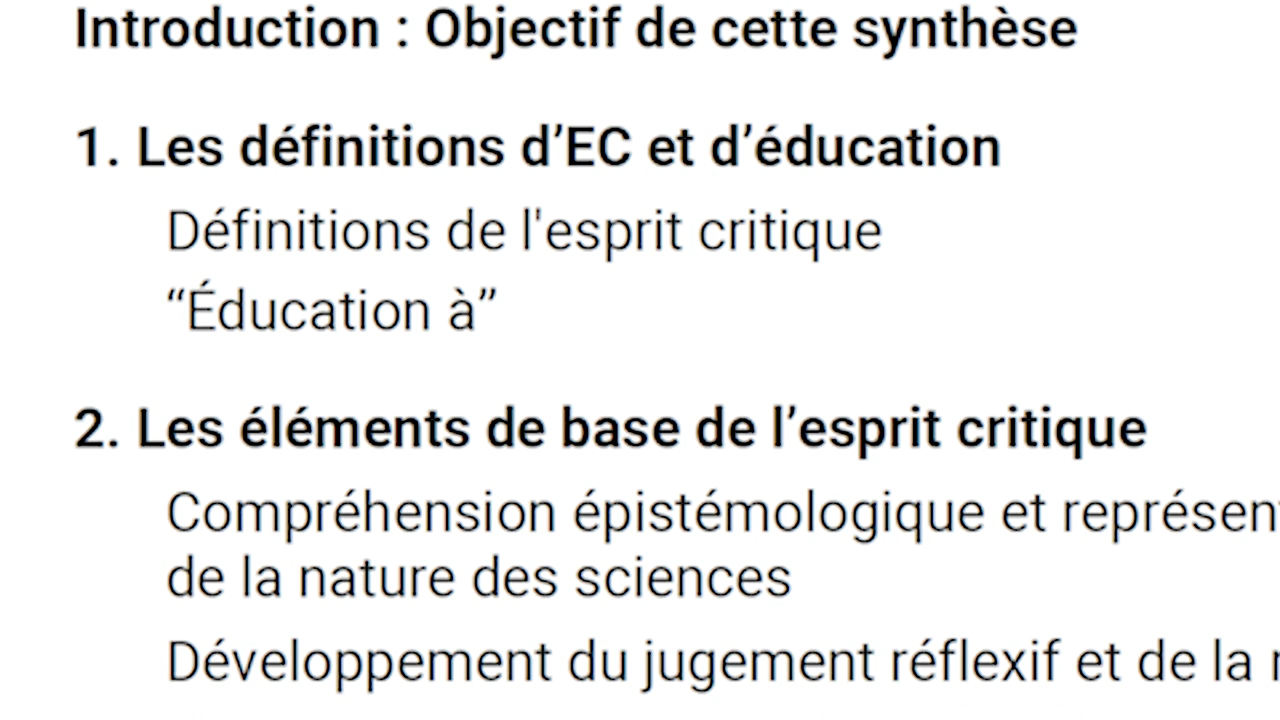 Introduction : Objectif de cette synthèse
1. Les définitions d’EC et d’éducation
Définitions de l'esprit critique
“Éducation à”
2. Les éléments de base de l’esprit critique
Compréhension épistémologique et
de la nature des sciences
Développement du jugement réflexif et de la